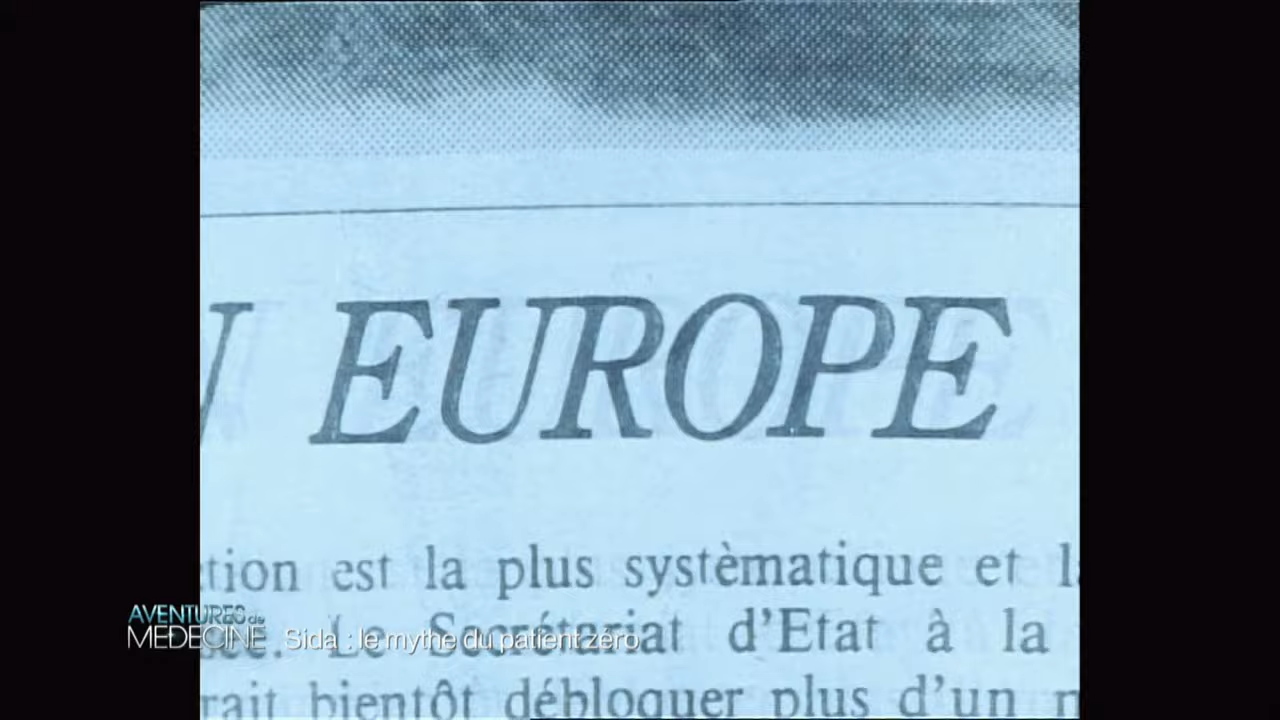 EUROPE
tion est la plus systèmatique et
Le Secrétariat d'Etat à la
rait bientôt débloquer plus d'un
AVENTURES de
MEDECINE Sida : le mythe du patient zéro